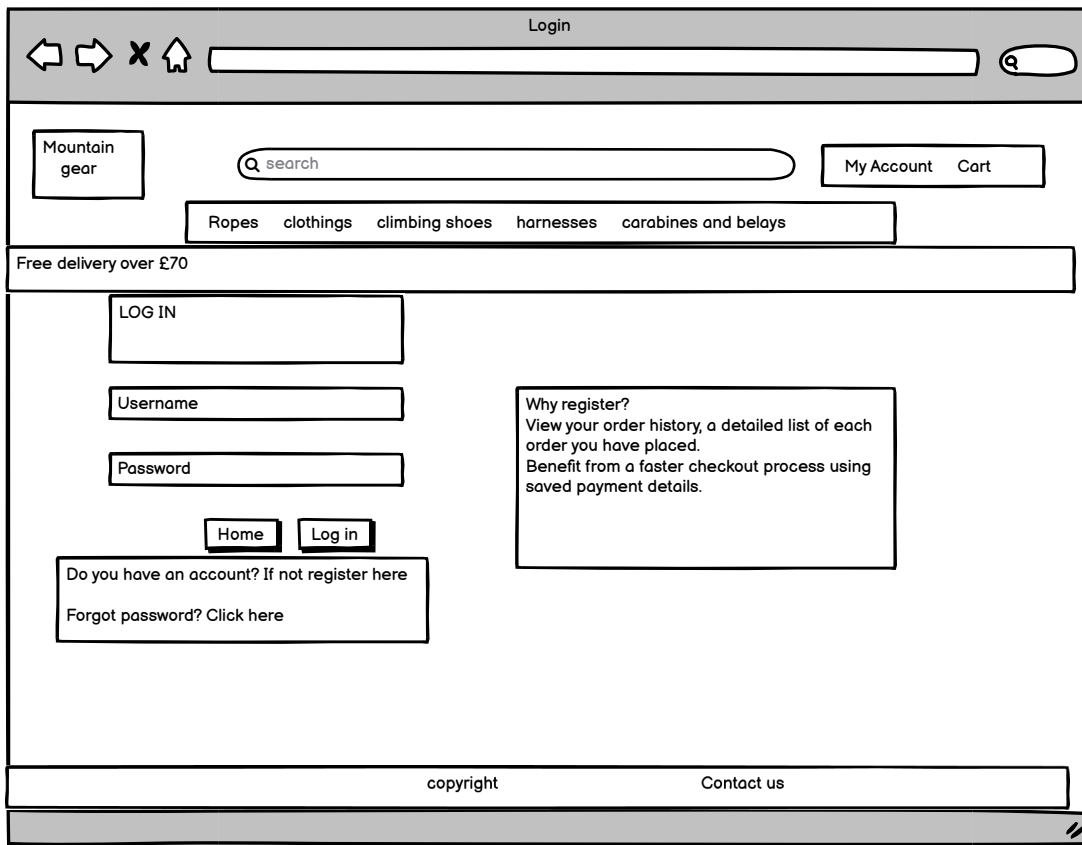 Login
Mountain
gear
search
My Account Cart
Ropes clothings climbing shoes harnesses carabines and belays
Free delivery over £70
LOG IN
Username
Password
Home Log in
Do you have an account? If not register here
Forgot password? Click here
Why register?
View your order history, a detailed list of each
order you have placed.
Benefit from a faster checkout process using
saved payment details.
copyright Contact us